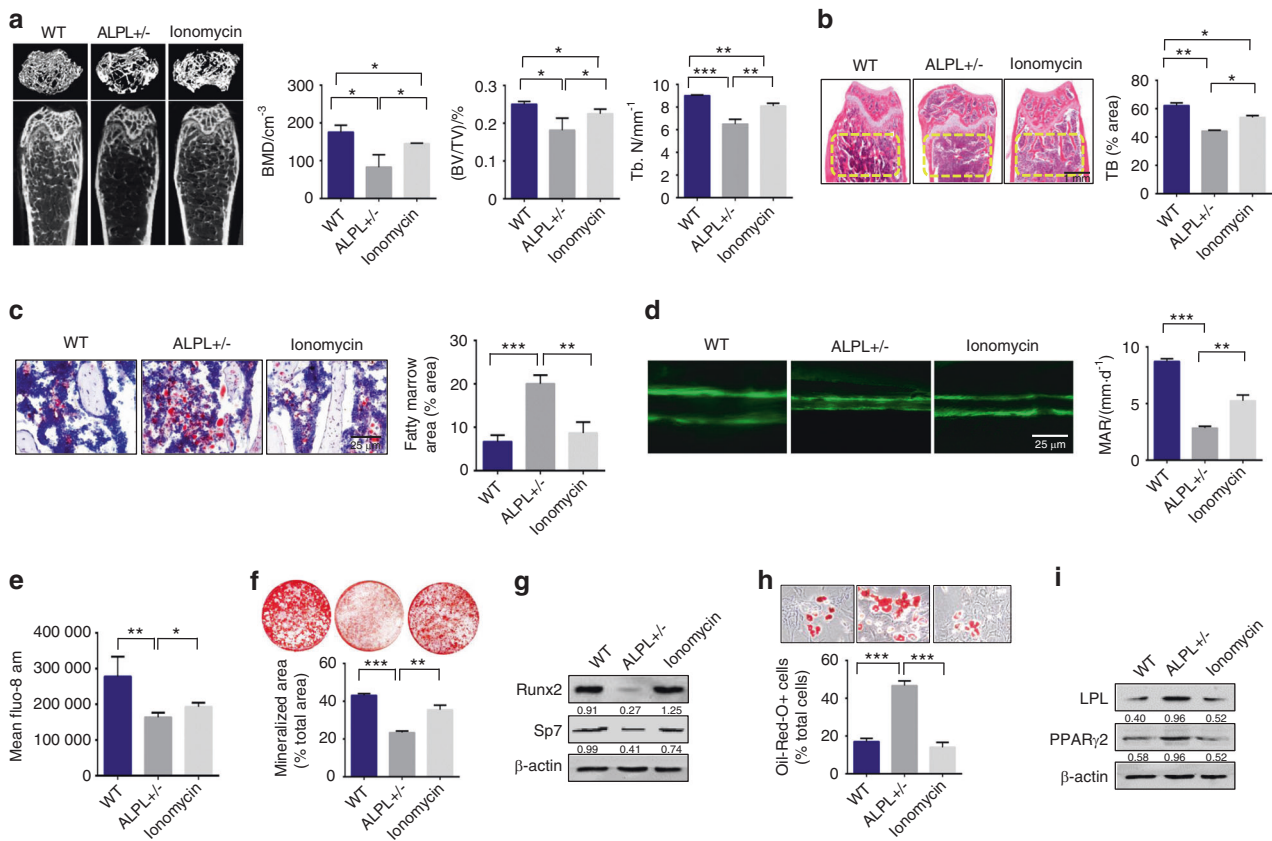 a
WT ALPL+/- Ionomycin
BMD/cm⁻³
300
200
100
0
* * *
WT ALPL+/- Ionomycin
(BV/TV)/%
0.3
0.2
0.1
0
* * *
WT ALPL+/- Ionomycin
Tb. N/mm⁻¹
10
8
6
4
2
0
** *** **
WT ALPL+/- Ionomycin
b
WT ALPL+/- Ionomycin
1 mm
TB (% area)
80
60
40
20
0
* ** *
WT ALPL+/- Ionomycin
c
WT ALPL+/- Ionomycin
25 μm
Fatty marrow
area (% area)
30
20
10
0
*** **
WT ALPL+/- Ionomycin
d
WT ALPL+/- Ionomycin
25 μm
MAR/(mm·d⁻¹)
10
5
0
*** **
WT ALPL+/- Ionomycin
e
Mean fluo-8 am
400 000
300 000
200 000
100 000
0
** *
WT ALPL+/- Ionomycin
f
Mineralized area
(% total area)
60
40
20
0
*** **
WT ALPL+/- Ionomycin
g
WT ALPL+/- Ionomycin
Runx2
0.91 0.27 1.25
Sp7
0.99 0.41 0.74
β-actin
h
Oil-Red-O+ cells
(% total cells)
60
40
20
0
*** ***
WT ALPL+/- Ionomycin
i
WT ALPL+/- Ionomycin
LPL
0.40 0.96 0.52
PPARγ2
0.58 0.96 0.52
β-actin